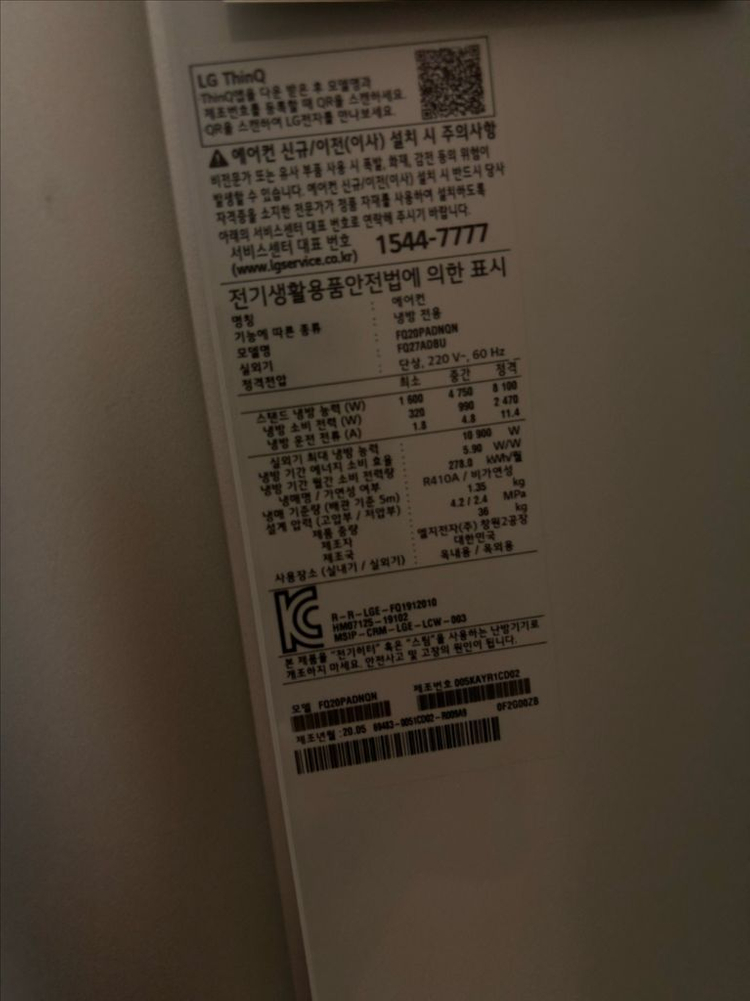 LG ThinQ
ThinQ앱을 다운 받은 후 모델명과
제조번호를 등록할 때 QR을 스캔하세요.
QR을 스캔하여 LG전자를 만나보세요.
에어컨 신규/이전(이사) 설치 시 주의사항
비전문가 또는 유사 부품 사용 시 폭발, 화재, 감전 등의 위험이
발생할 수 있습니다. 에어컨 신규/이전(이사) 설치 시 반드시 당사
자격증을 소지한 전문가가 정품 자재를 사용하여 설치하도록
아래의 서비스센터 대표 번호로 연락해 주시기 바랍니다.
서비스센터 대표 번호 1544-7777
(www.lgservice.co.kr)
전기생활용품안전법에 의한 표시
명칭 : 에어컨
기능에 따른 종류 : 냉방 전용
모델명 : FQ20PADNQN
실외기 : FQ27ADBU
정격전압 : 단상, 220 V~, 60 Hz
최소 중간 정격
스탠드 냉방 능력 (W) 1 600 4 750 8 100
냉방 소비 전력 (W) 320 990 2 470
냉방 운전 전류 (A) 1.8 4.8 11.4
실외기 최대 냉방 능력 : 10 900 W
냉방 기간 에너지 소비 효율 : 5.90 W/W
냉방 기간 월간 소비 전력량 : 278.0 kWh/월
냉매명 / 가연성 여부 : R410A / 비가연성
냉매 기준량 (배관 기준 5m) : 1.35 kg
설계 압력 (고압부 / 저압부) : 4.2 / 2.4 MPa
제품 중량 : 36 kg
제조자 : 엘지전자(주) 창원2공장
제조국 : 대한민국
사용장소 (실내기 / 실외기) : 옥내용 / 옥외용
R-R-LGE-FQ1912010
HM07125-19102
MSIP-CRM-LGE-LCW-003
본 제품을 "전기히터" 혹은 "스팀"을 사용하는 난방기기로
개조하지 마세요. 안전사고 및 고장의 원인이 됩니다.
모델 FQ20PADNQN 제조번호 005KAYR1CD02
제조년월 : 20.05 69483-0051CD02-R009A9 0F2G00ZB